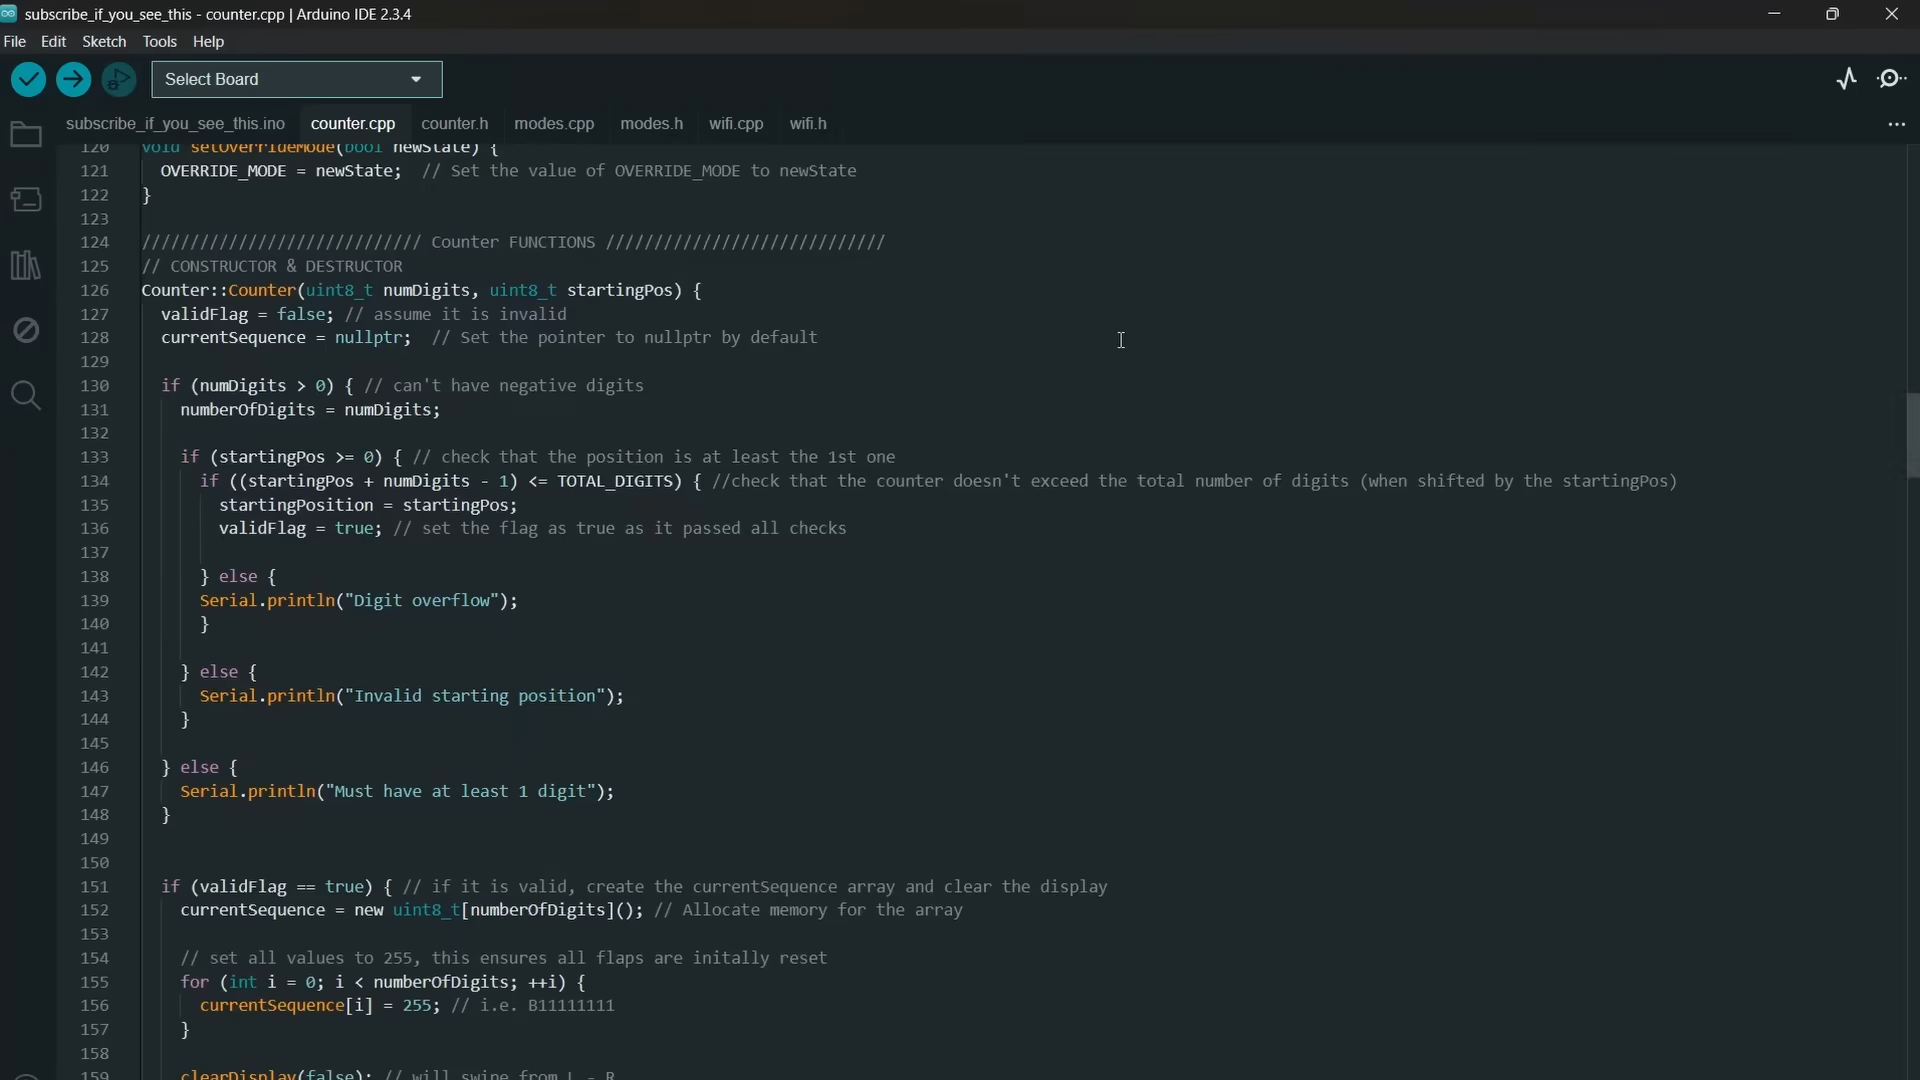 subscribe_if_you_see_this - counter.cpp | Arduino IDE 2.3.4
File Edit Sketch Tools Help
Select Board
subscribe_if_you_see_this.ino counter.cpp counter.h modes.cpp modes.h wifi.cpp wifi.h ...
120 void setOverrideMode(bool newState) {
121 OVERRIDE_MODE = newState; // Set the value of OVERRIDE_MODE to newState
122 }
123
124 ///////////////////////////// Counter FUNCTIONS /////////////////////////////
125 // CONSTRUCTOR & DESTRUCTOR
126 Counter::Counter(uint8_t numDigits, uint8_t startingPos) {
127 validFlag = false; // assume it is invalid
128 currentSequence = nullptr; // Set the pointer to nullptr by default
129
130 if (numDigits > 0) { // can't have negative digits
131 numberOfDigits = numDigits;
132
133 if (startingPos >= 0) { // check that the position is at least the 1st one
134 if ((startingPos + numDigits - 1) <= TOTAL_DIGITS) { //check that the counter doesn't exceed the total number of digits (when shifted by the startingPos)
135 startingPosition = startingPos;
136 validFlag = true; // set the flag as true as it passed all checks
137
138 } else {
139 Serial.println("Digit overflow");
140 }
141
142 } else {
143 Serial.println("Invalid starting position");
144 }
145
146 } else {
147 Serial.println("Must have at least 1 digit");
148 }
149
150
151 if (validFlag == true) { // if it is valid, create the currentSequence array and clear the display
152 currentSequence = new uint8_t[numberOfDigits](); // Allocate memory for the array
153
154 // set all values to 255, this ensures all flaps are initally reset
155 for (int i = 0; i < numberOfDigits; ++i) {
156 currentSequence[i] = 255; // i.e. B11111111
157 }
158
159 clearDisplay(false); // will swipe from L - R